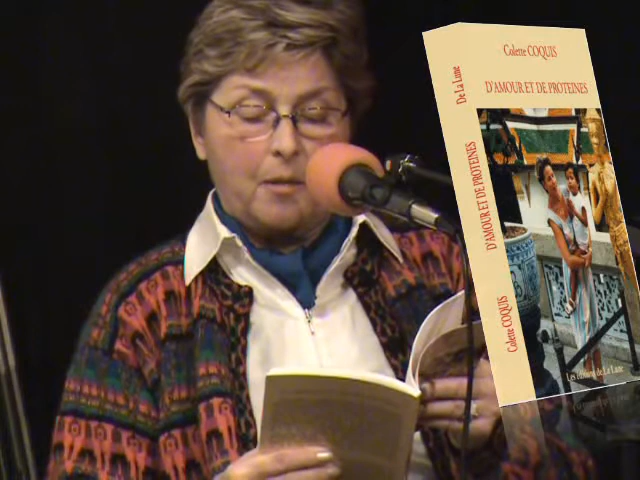 Colette COQUIS
D'AMOUR ET DE PROTEINES
De La Lune
D'AMOUR ET DE PROTEINES
Colette COQUIS
Les Editions de La Lune